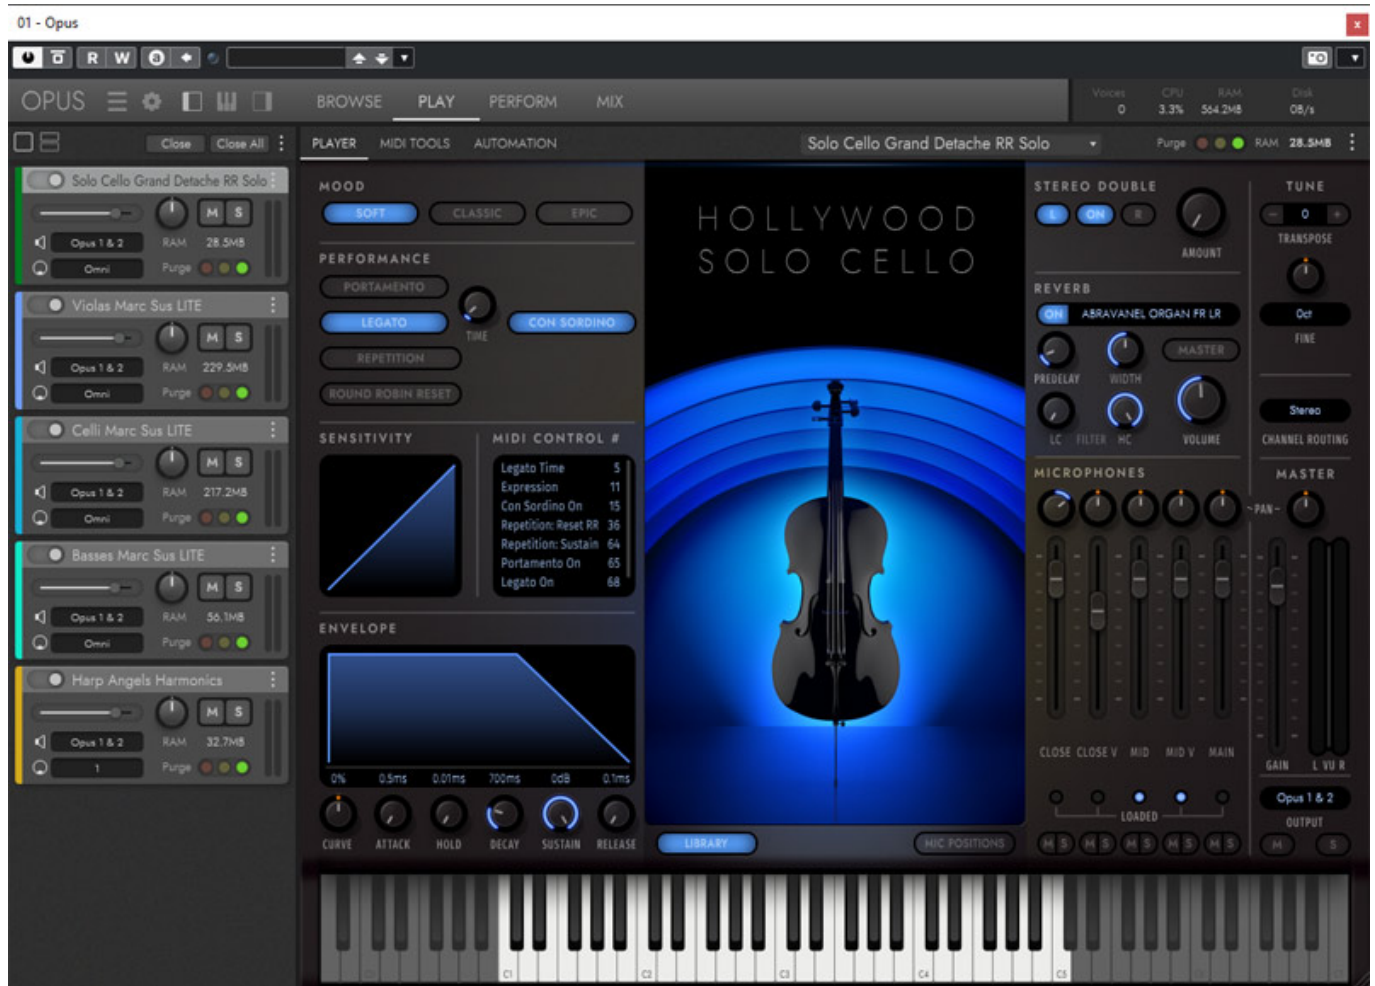 01 - Opus
x
R W a
OPUS BROWSE PLAY PERFORM MIX
Voices CPU RAM Disk
0 3.3% 564.2MB 0B/s
Close Close All
PLAYER MIDI TOOLS AUTOMATION Solo Cello Grand Detache RR Solo Purge RAM 28.5MB
Solo Cello Grand Detache RR Solo
M S
Opus 1 & 2 RAM 28.5MB
Omni Purge
Violas Marc Sus LITE
M S
Opus 1 & 2 RAM 229.5MB
Omni Purge
Celli Marc Sus LITE
M S
Opus 1 & 2 RAM 217.2MB
Omni Purge
Basses Marc Sus LITE
M S
Opus 1 & 2 RAM 56.1MB
Omni Purge
Harp Angels Harmonics
M S
Opus 1 & 2 RAM 32.7MB
1 Purge
MOOD
SOFT CLASSIC EPIC
PERFORMANCE
PORTAMENTO
LEGATO
TIME
CON SORDINO
REPETITION
ROUND ROBIN RESET
SENSITIVITY
MIDI CONTROL #
Legato Time 5
Expression 11
Con Sordino On 15
Repetition: Reset RR 36
Repetition: Sustain 64
Portamento On 65
Legato On 68
ENVELOPE
0% 0.5ms 0.01ms 700ms 0dB 0.1ms
CURVE ATTACK HOLD DECAY SUSTAIN RELEASE
HOLLYWOOD
SOLO CELLO
LIBRARY MIC POSITIONS
STEREO DOUBLE
L ON R
AMOUNT
REVERB
ON ABRAVANEL ORGAN FR LR
MASTER
PREDELAY WIDTH
LC FILTER HC VOLUME
MICROPHONES
CLOSE CLOSE V MID MID V MAIN
LOADED
M S M S M S M S M S
TUNE
- 0 +
TRANSPOSE
Oct
FINE
Stereo
CHANNEL ROUTING
MASTER
-PAN-
GAIN L VU R
Opus 1 & 2
OUTPUT
M S
C1 C2 C3 C4 C5